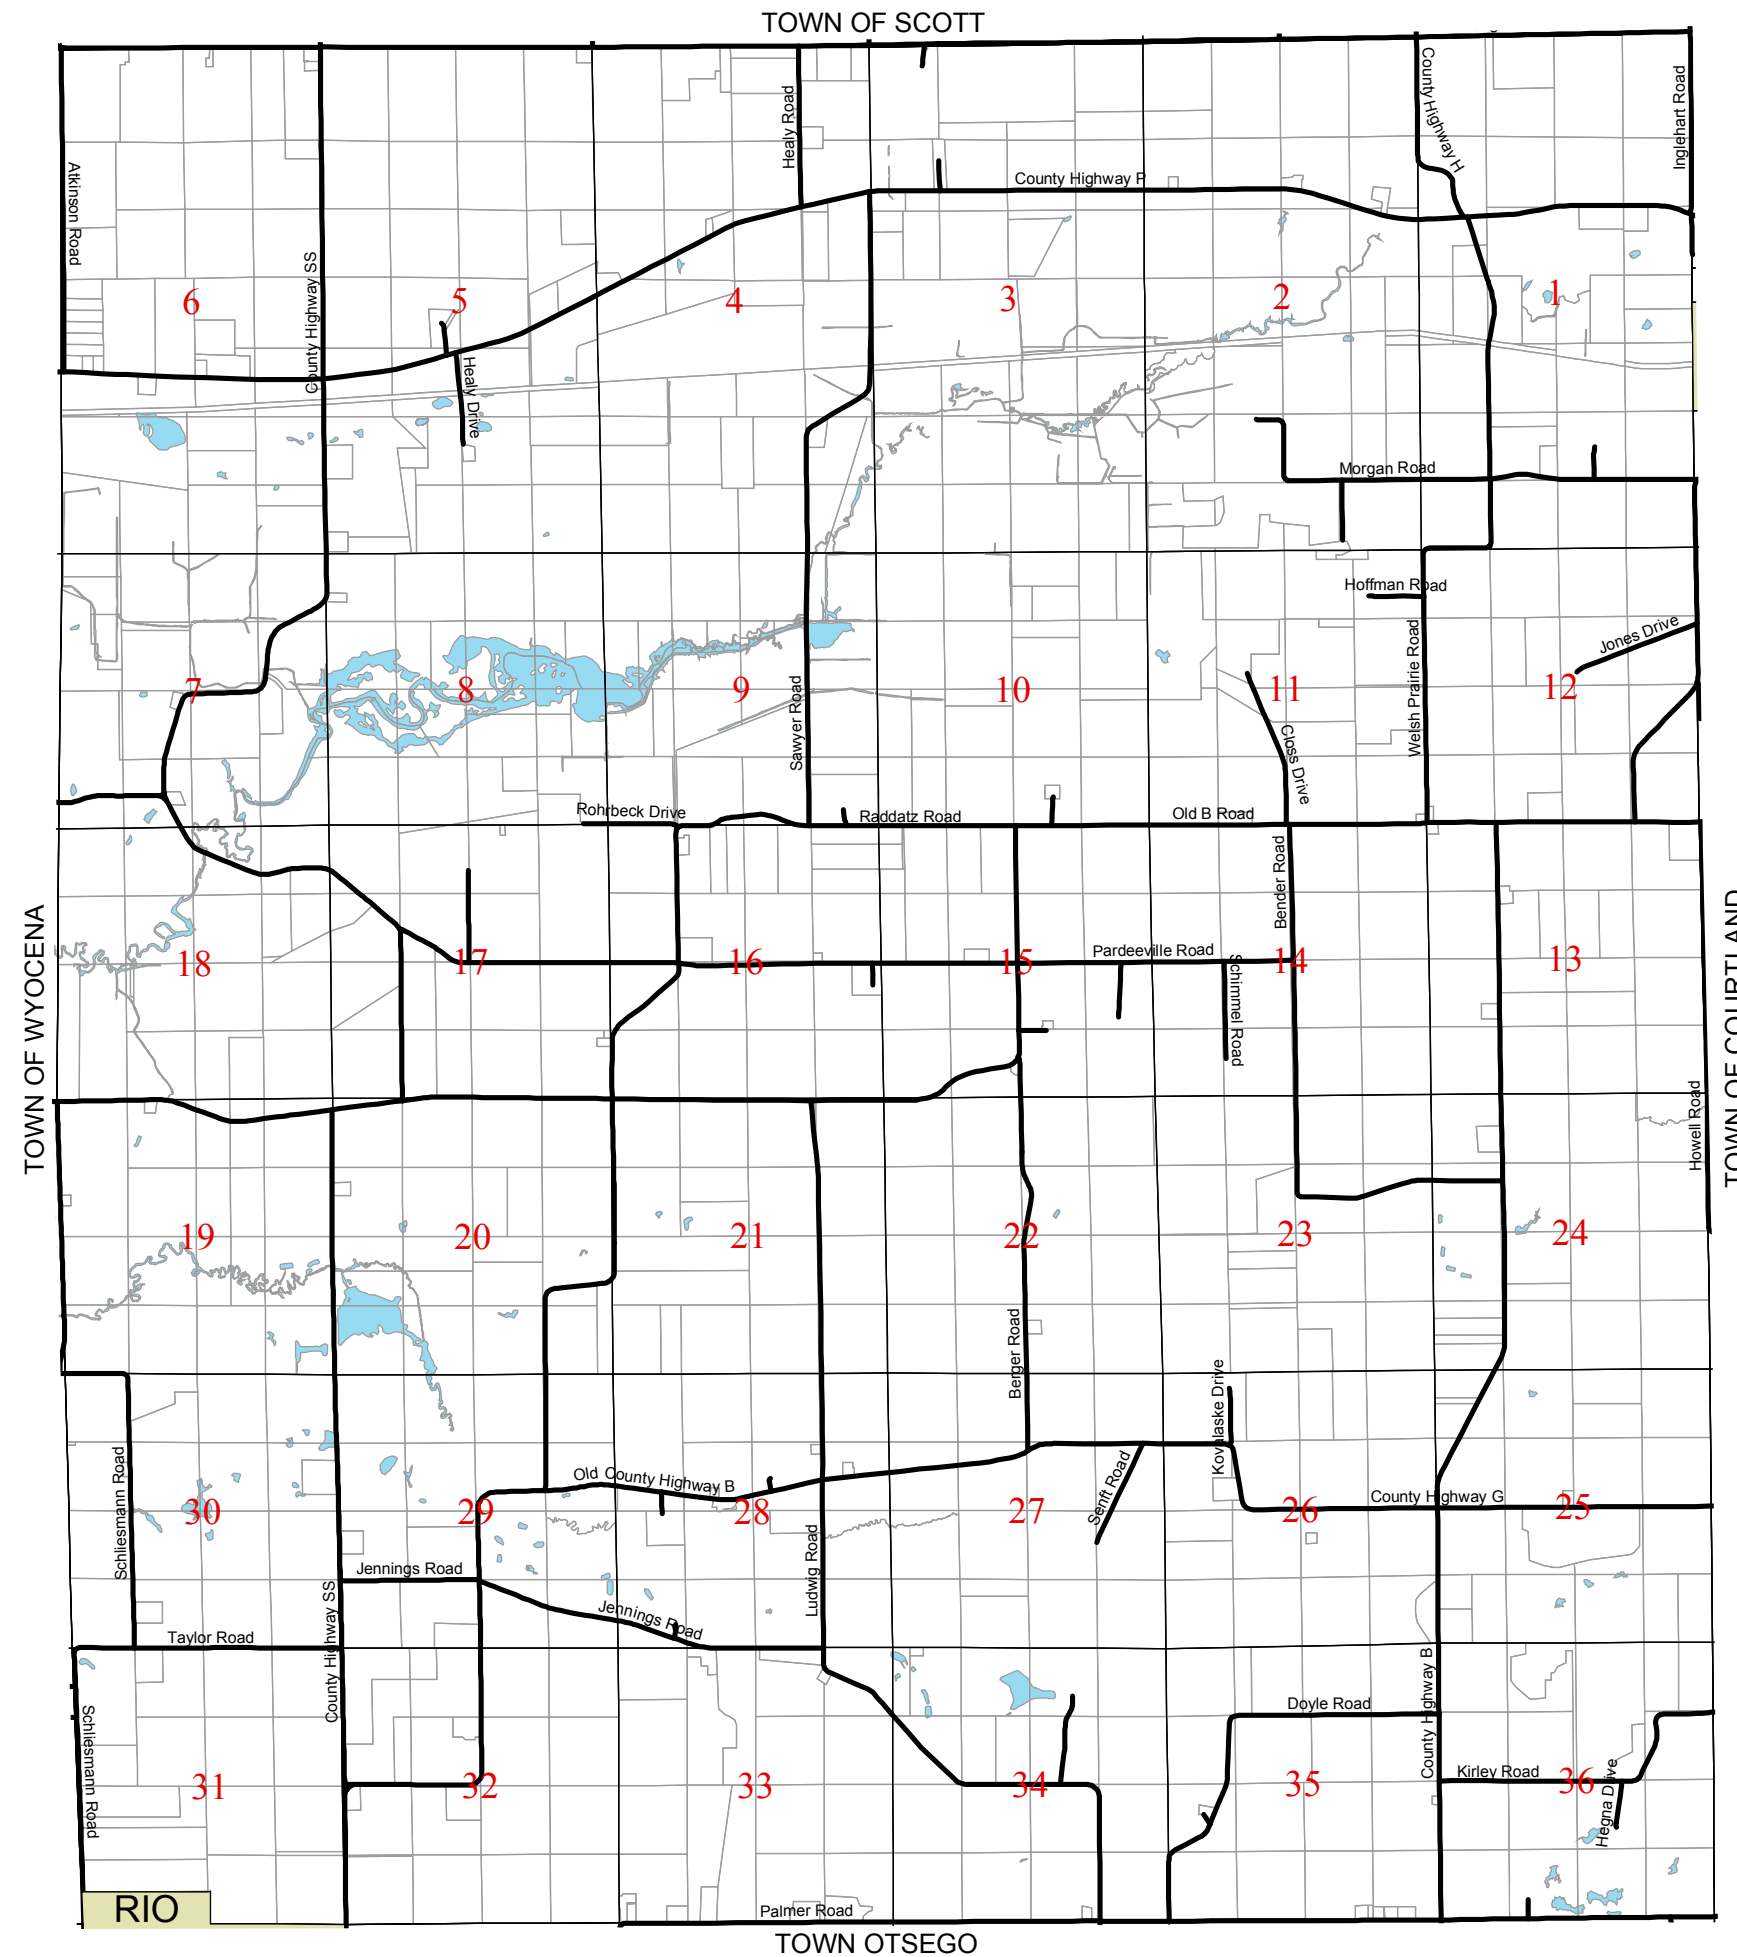 TOWN OF SCOTT
County Highway H
Inglehart Road
Healy Road
Atkinson Road
County Highway P
County Highway SS
6
5
4
3
2
1
Healy Drive
Morgan Road
Hoffman Road
Jones Drive
Welsh Prairie Road
7
8
9
10
11
12
Sawyer Road
Closs Drive
Rohrbeck Drive
Raddatz Road
Old B Road
Bender Road
TOWN OF WYOCENA
TOWN OF COURTLAND
Pardeeville Road
Schimmel Road
18
17
16
15
14
13
Howell Road
19
20
21
22
23
24
Berger Road
Kovalaske Drive
Schliesmann Road
Old County Highway B
Senft Road
County Highway G
30
29
28
27
26
25
Ludwig Road
Jennings Road
Jennings Road
Taylor Road
County Highway SS
County Highway B
Schliesmann Road
Doyle Road
Kirley Road
Hegna Drive
31
32
33
34
35
36
RIO
Palmer Road
TOWN OTSEGO